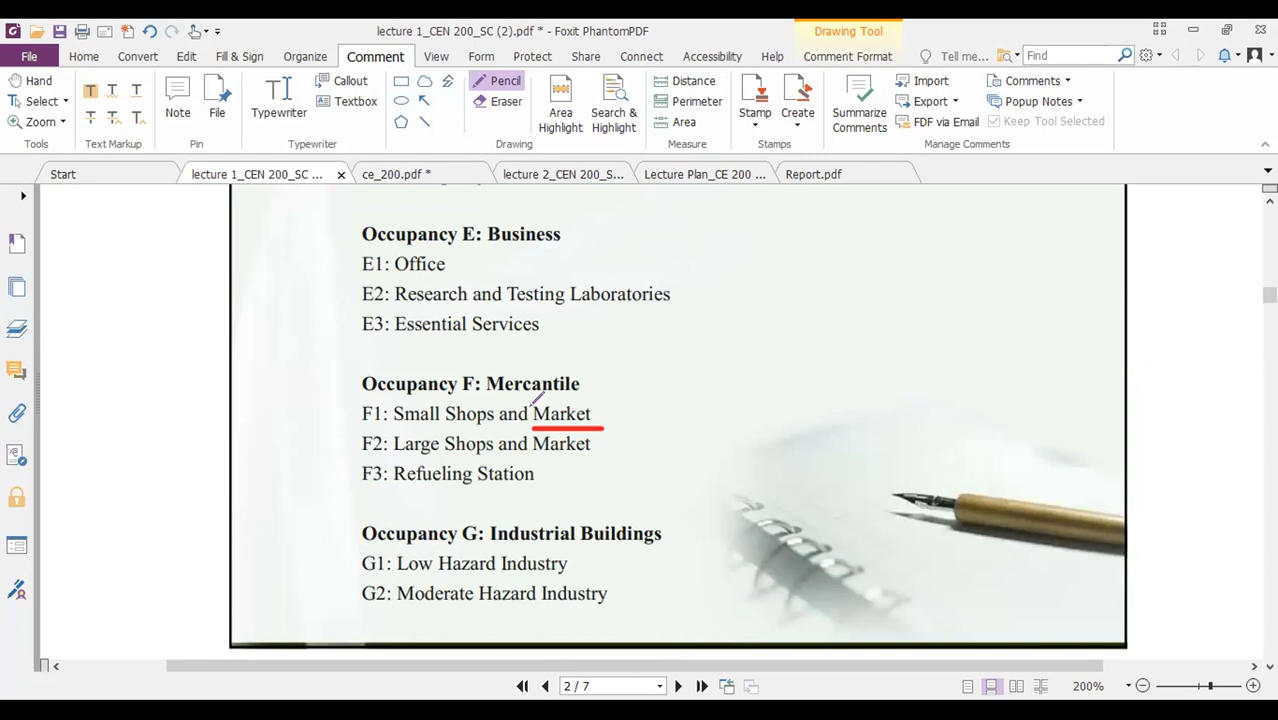 lecture 1_CEN 200_SC (2).pdf * - Foxit PhantomPDF
Drawing Tool
File
Home
Comment
Edit
Fill & Sign
Organize
View
Form
Protect
Share
Connect
Accessibility
Help
Comment Format
Tell me...
Find
Hand
Select
Zoom
Tools
Text Markup
Note
File
Pin
Typewriter
Callout
Textbox
Typewriter
Pencil
Eraser
Area Highlight
Search & Highlight
Drawing
Distance
Perimeter
Area
Measure
Stamp
Create
Stamps
Summarize Comments
Import
Export
FDF via Email
Comments
Popup Notes
Keep Tool Selected
Manage Comments
Start
lecture 1_CEN 200_SC ...
ce_200.pdf *
lecture 2_CEN 200_S...
Lecture Plan_CE 200 ...
Report.pdf
Occupancy E: Business
E1: Office
E2: Research and Testing Laboratories
E3: Essential Services
Occupancy F: Mercantile
F1: Small Shops and Market
F2: Large Shops and Market
F3: Refueling Station
Occupancy G: Industrial Buildings
G1: Low Hazard Industry
G2: Moderate Hazard Industry
2 / 7
200%